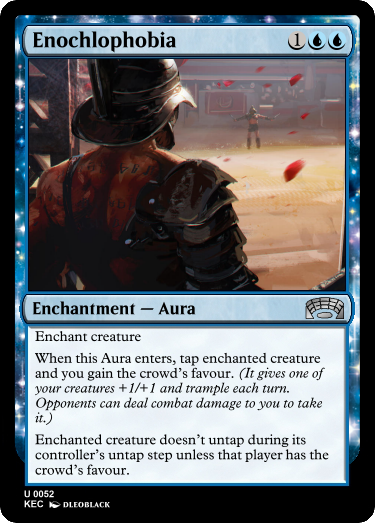 Enochlophobia 1
Enchantment — Aura
Enchant creature
When this Aura enters, tap enchanted creature
and you gain the crowd's favour. (It gives one of
your creatures +1/+1 and trample each turn.
Opponents can deal combat damage to you to take
it.)
Enchanted creature doesn't untap during its
controller's untap step unless that player has the
crowd's favour.
U 0052
KEC DLEOBLACK